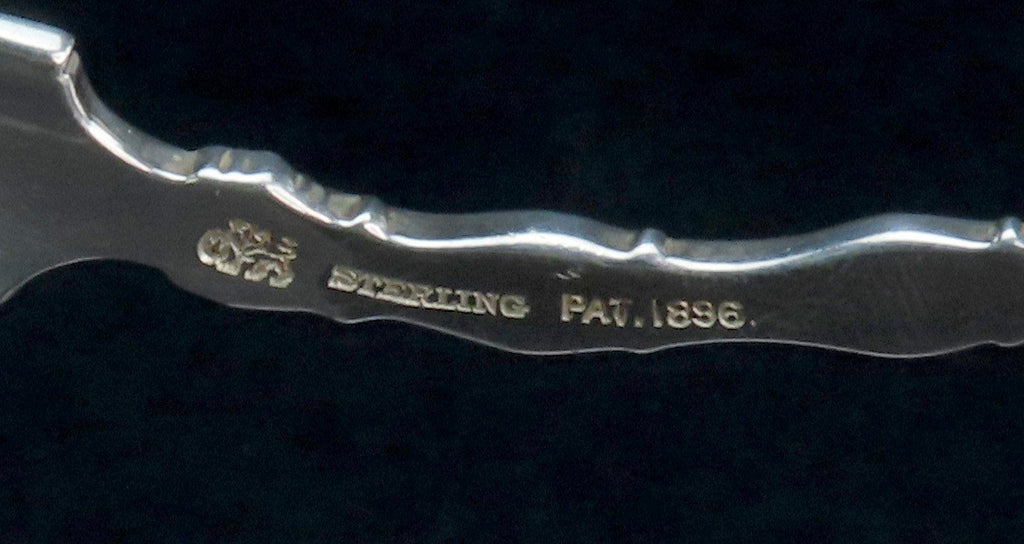 STERLING PAT. 1896.